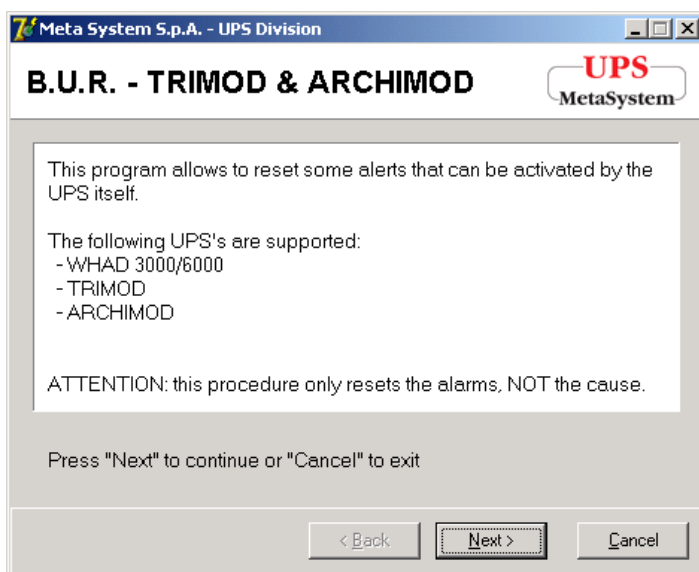 Meta System S.p.A. - UPS Division
B.U.R. - TRIMOD & ARCHIMOD
UPS
MetaSystem
This program allows to reset some alerts that can be activated by the
UPS itself.
The following UPS's are supported:
- WHAD 3000/6000
- TRIMOD
- ARCHIMOD
ATTENTION: this procedure only resets the alarms, NOT the cause.
Press "Next" to continue or "Cancel" to exit
< Back
Next >
Cancel